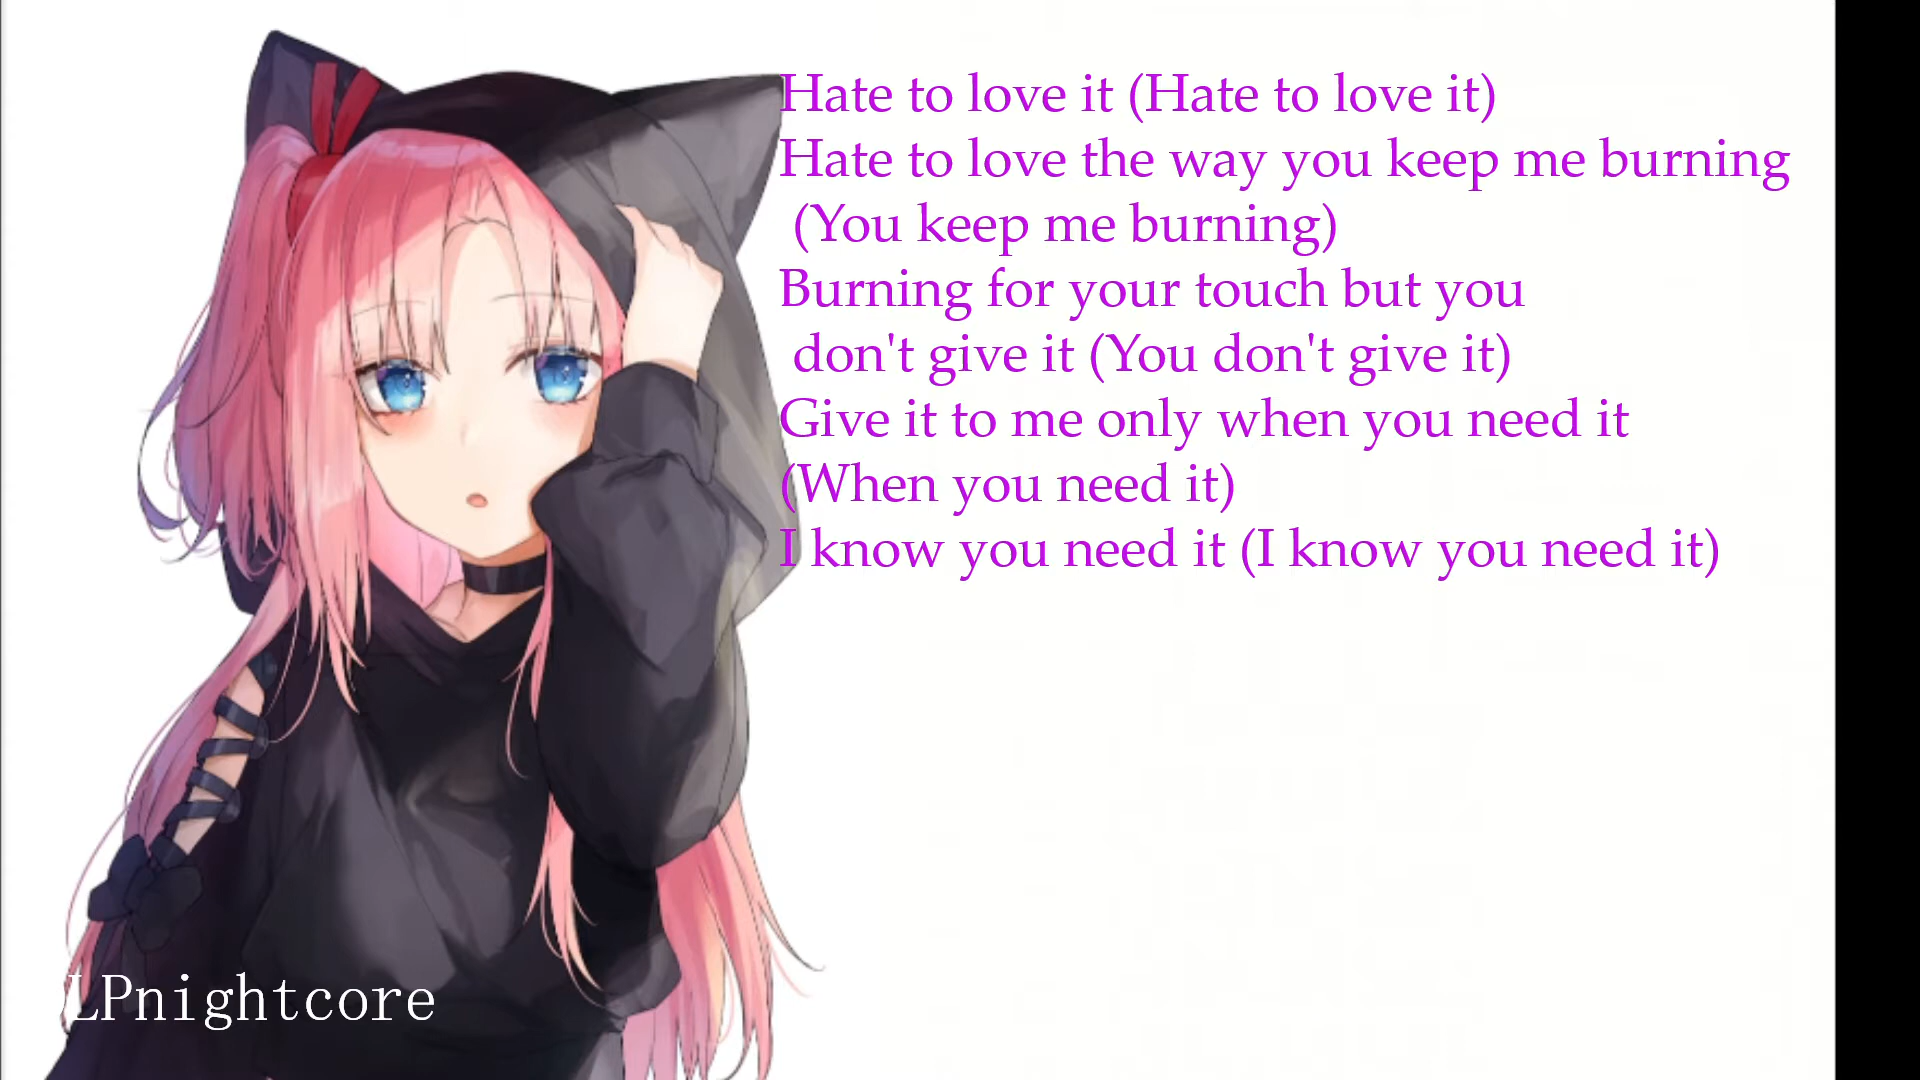 Hate to love it (Hate to love it)
Hate to love the way you keep me burning
(You keep me burning)
Burning for your touch but you
don't give it (You don't give it)
Give it to me only when you need it
(When you need it)
I know you need it (I know you need it)
LPnightcore